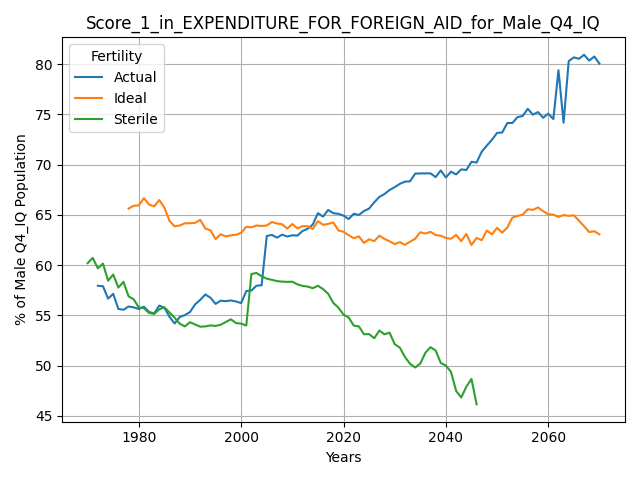 Score_1_in_EXPENDITURE_FOR_FOREIGN_AID_for_Male_Q4_IQ
Fertility
Actual
Ideal
Sterile
% of Male Q4_IQ Population
80
75
70
65
60
55
50
45
1980
2000
2020
2040
2060
Years